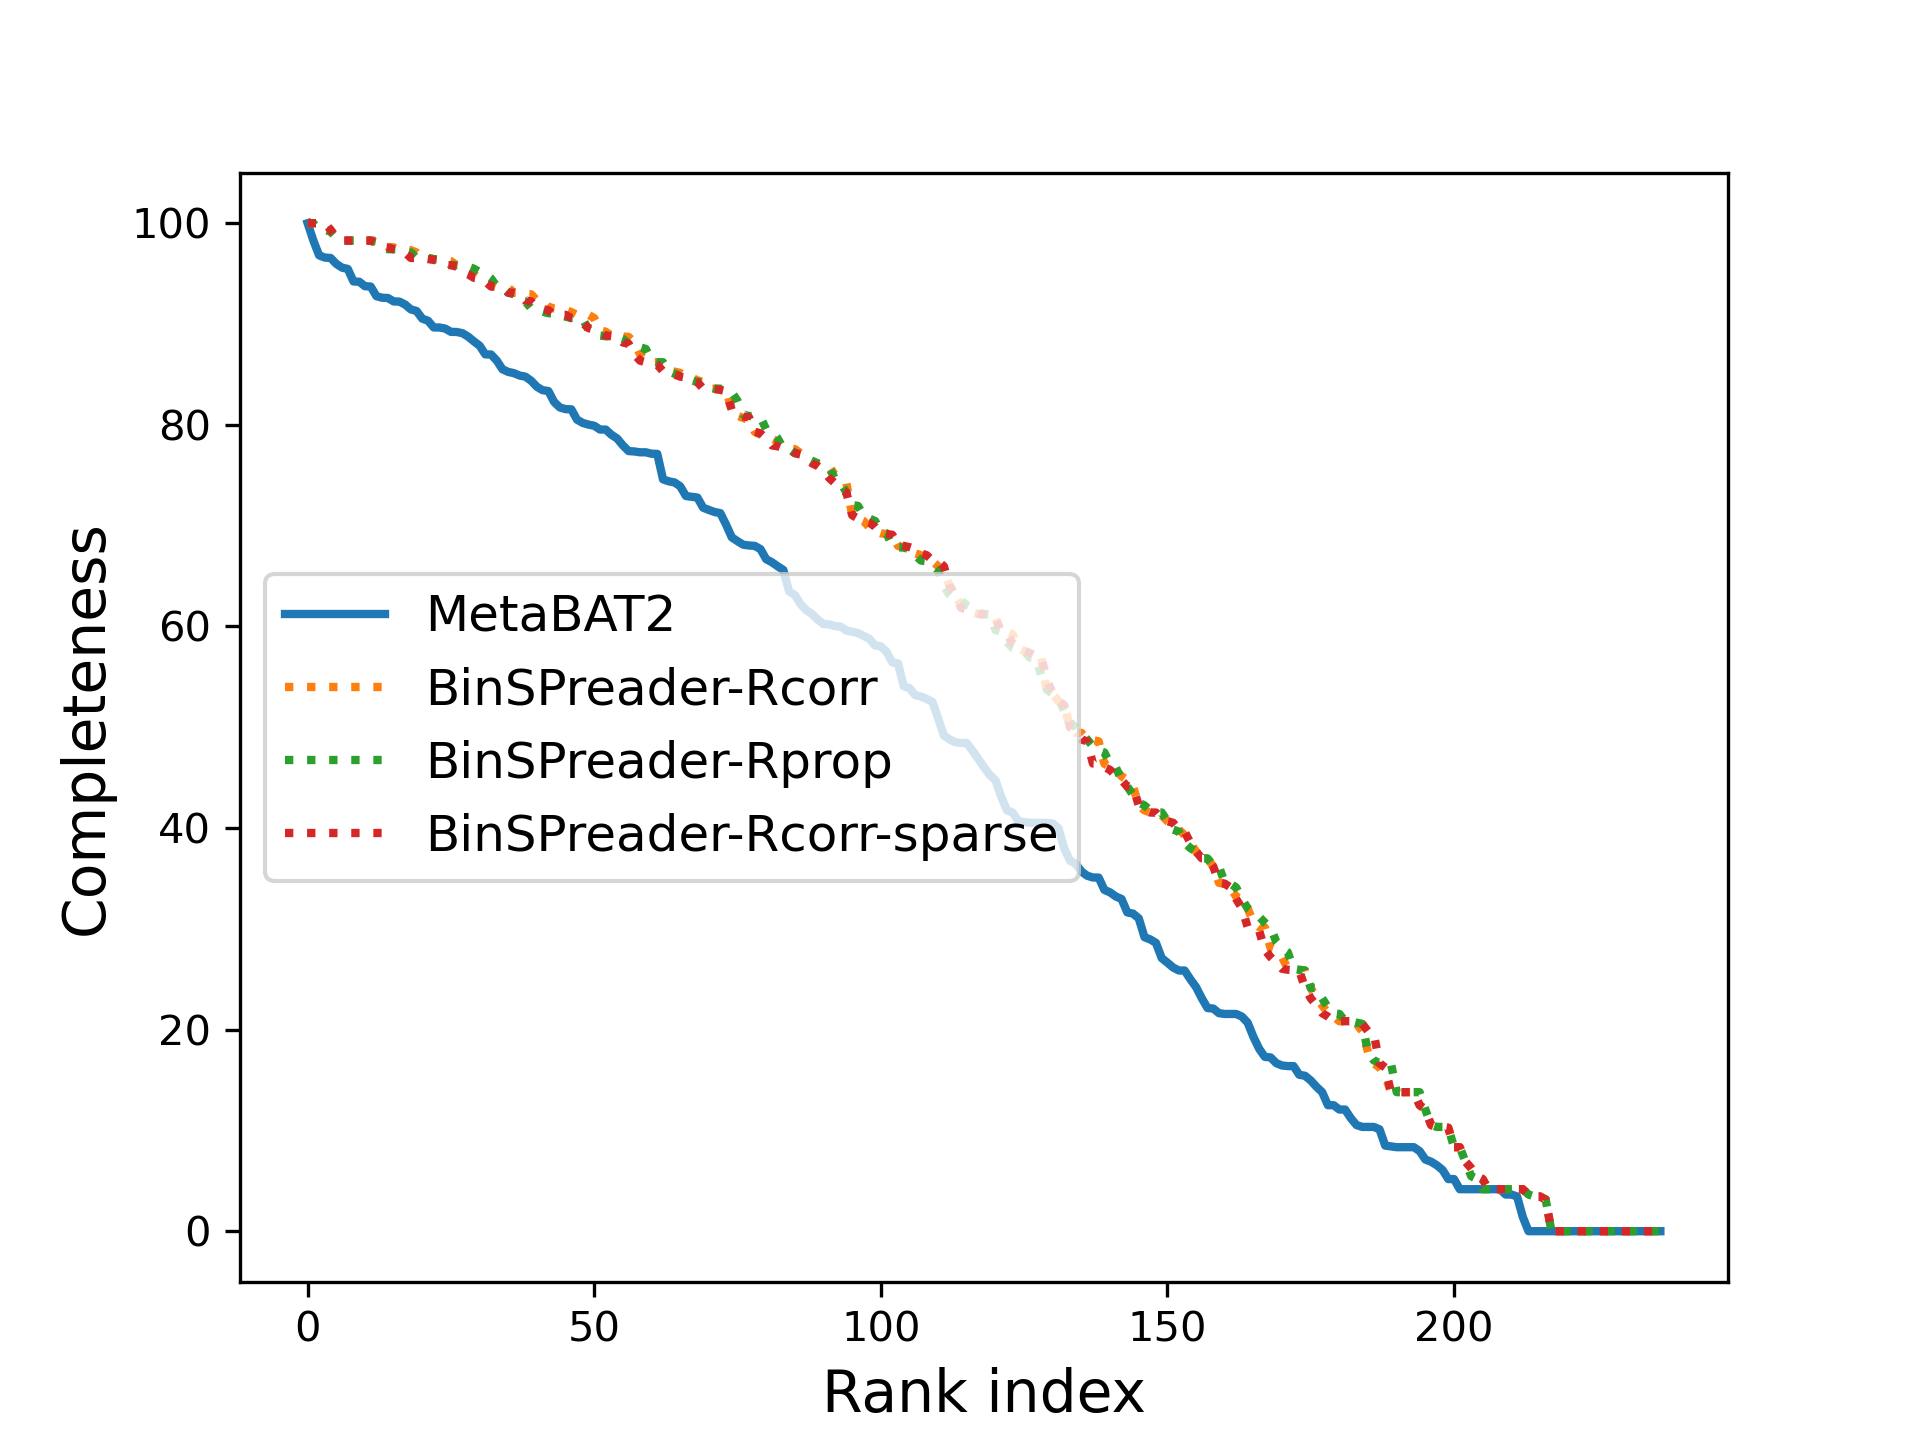 100
80
60
40
20
0
Completeness
MetaBAT2
BinSPreader-Rcorr
BinSPreader-Rprop
BinSPreader-Rcorr-sparse
0 50 100 150 200
Rank index